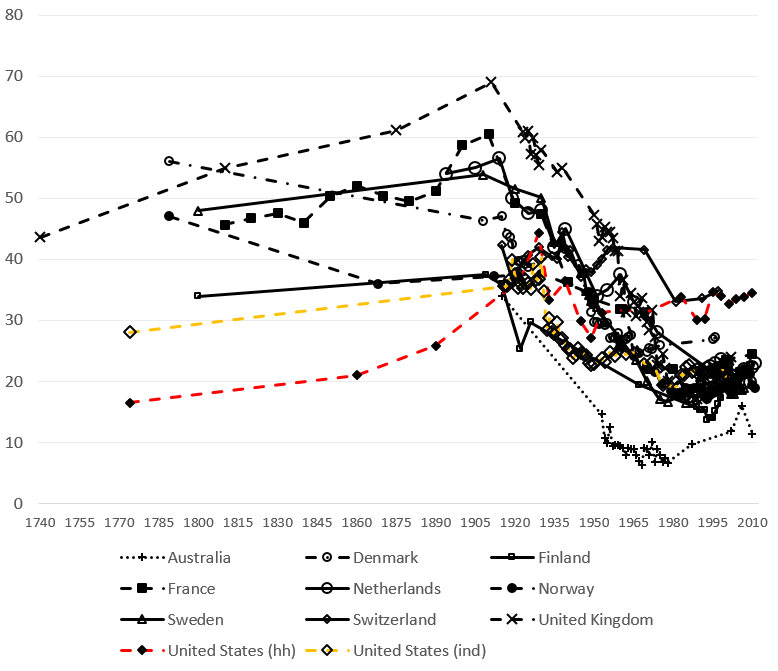 80
70
60
50
40
30
20
10
0
1740 1755 1770 1785 1800 1815 1830 1845 1860 1875 1890 1905 1920 1935 1950 1965 1980 1995 2010
Australia Denmark Finland
France Netherlands Norway
Sweden Switzerland United Kingdom
United States (hh) United States (ind)